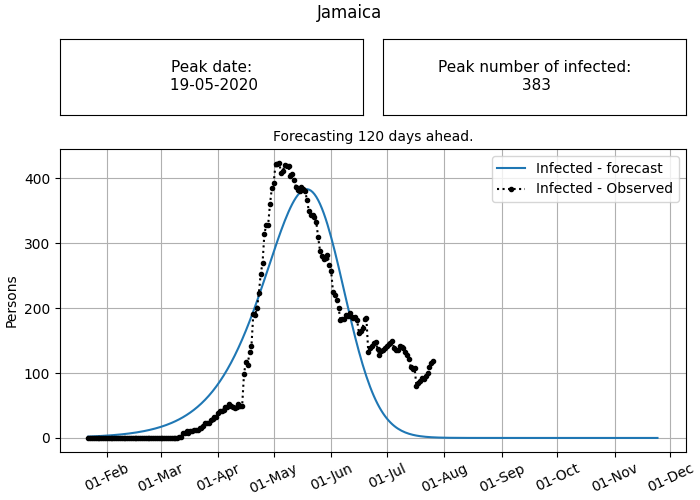 Jamaica
Peak date:
19-05-2020
Peak number of infected:
383
Forecasting 120 days ahead.
Infected - forecast
Infected - Observed
Persons
400
300
200
100
0
01-Feb
01-Mar
01-Apr
01-May
01-Jun
01-Jul
01-Aug
01-Sep
01-Oct
01-Nov
01-Dec